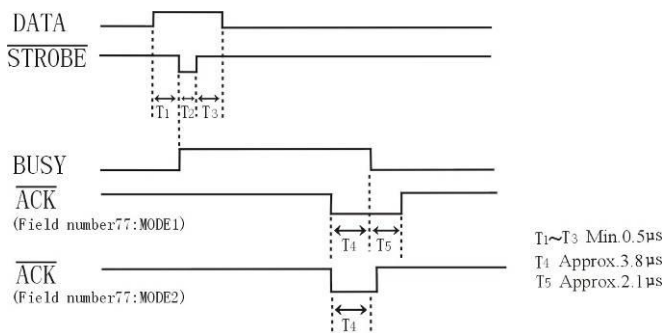 DATA
STROBE
T1 T2 T3
BUSY
ACK
(Field number77:MODE1)
T4 T5
T1~T3 Min.0.5μs
T4 Approx.3.8μs
T5 Approx.2.1μs
ACK
(Field number77:MODE2)
T4